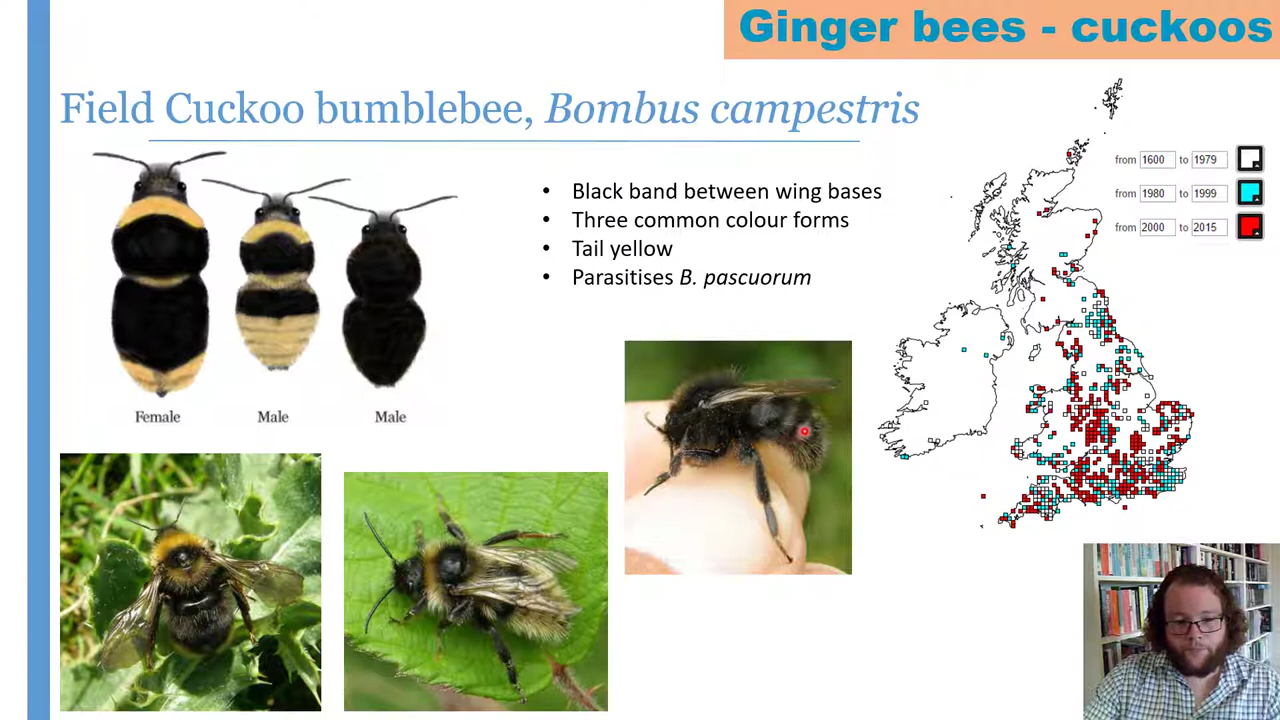 Ginger bees - cuckoos
Field Cuckoo bumblebee, Bombus campestris
from 1600 to 1979
from 1980 to 1999
from 2000 to 2015
• Black band between wing bases
• Three common colour forms
• Tail yellow
• Parasitises B. pascuorum
Female
Male
Male